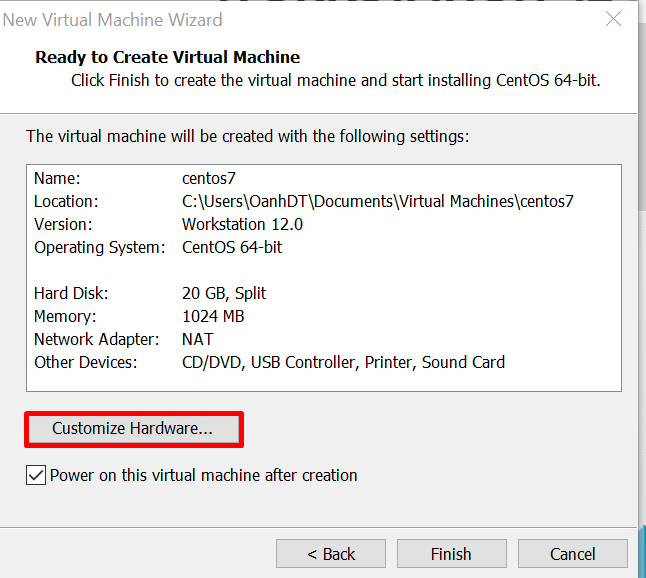 New Virtual Machine Wizard
Ready to Create Virtual Machine
Click Finish to create the virtual machine and start installing CentOS 64-bit.
The virtual machine will be created with the following settings:
Name: centos7
Location: C:\Users\OanhDT\Documents\Virtual Machines\centos7
Version: Workstation 12.0
Operating System: CentOS 64-bit
Hard Disk: 20 GB, Split
Memory: 1024 MB
Network Adapter: NAT
Other Devices: CD/DVD, USB Controller, Printer, Sound Card
Customize Hardware...
Power on this virtual machine after creation
< Back Finish Cancel